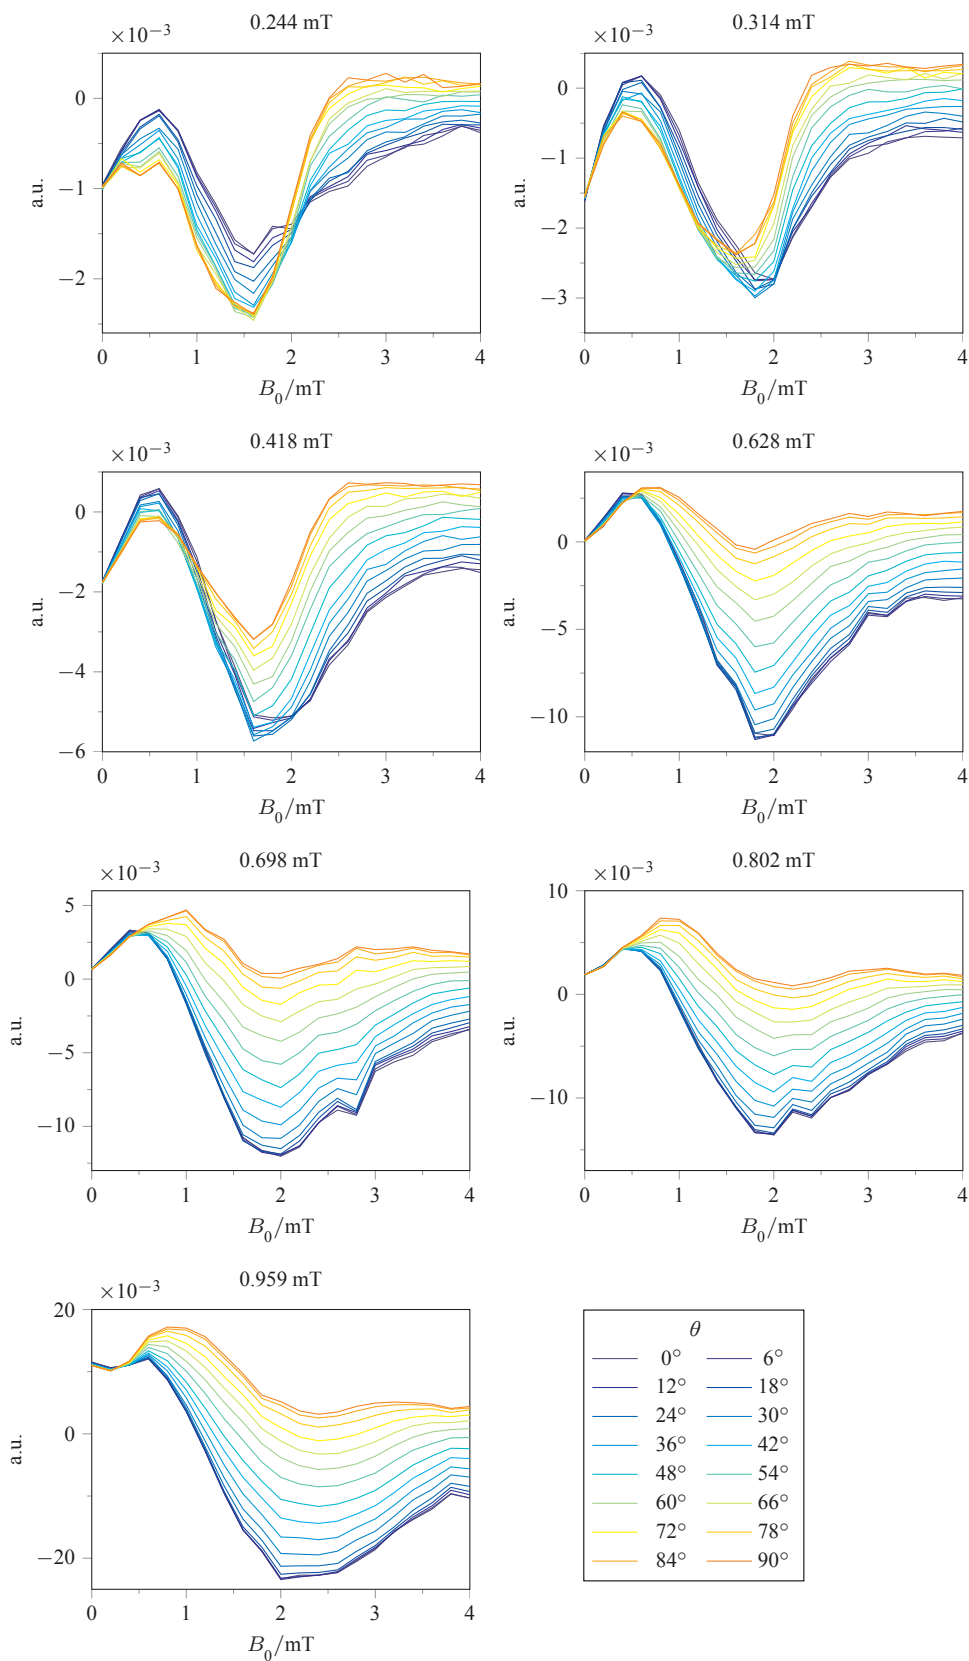 ×10−3 0.244 mT
0
−1
−2
a.u.
0 1 2 3 4
B0/mT
×10−3 0.314 mT
0
−1
−2
−3
a.u.
0 1 2 3 4
B0/mT
×10−3 0.418 mT
0
−2
−4
−6
a.u.
0 1 2 3 4
B0/mT
×10−3 0.628 mT
0
−5
−10
a.u.
0 1 2 3 4
B0/mT
×10−3 0.698 mT
5
0
−5
−10
a.u.
0 1 2 3 4
B0/mT
×10−3 0.802 mT
10
0
−10
a.u.
0 1 2 3 4
B0/mT
×10−3 0.959 mT
20
0
−20
a.u.
0 1 2 3 4
B0/mT
θ
0° 6°
12° 18°
24° 30°
36° 42°
48° 54°
60° 66°
72° 78°
84° 90°